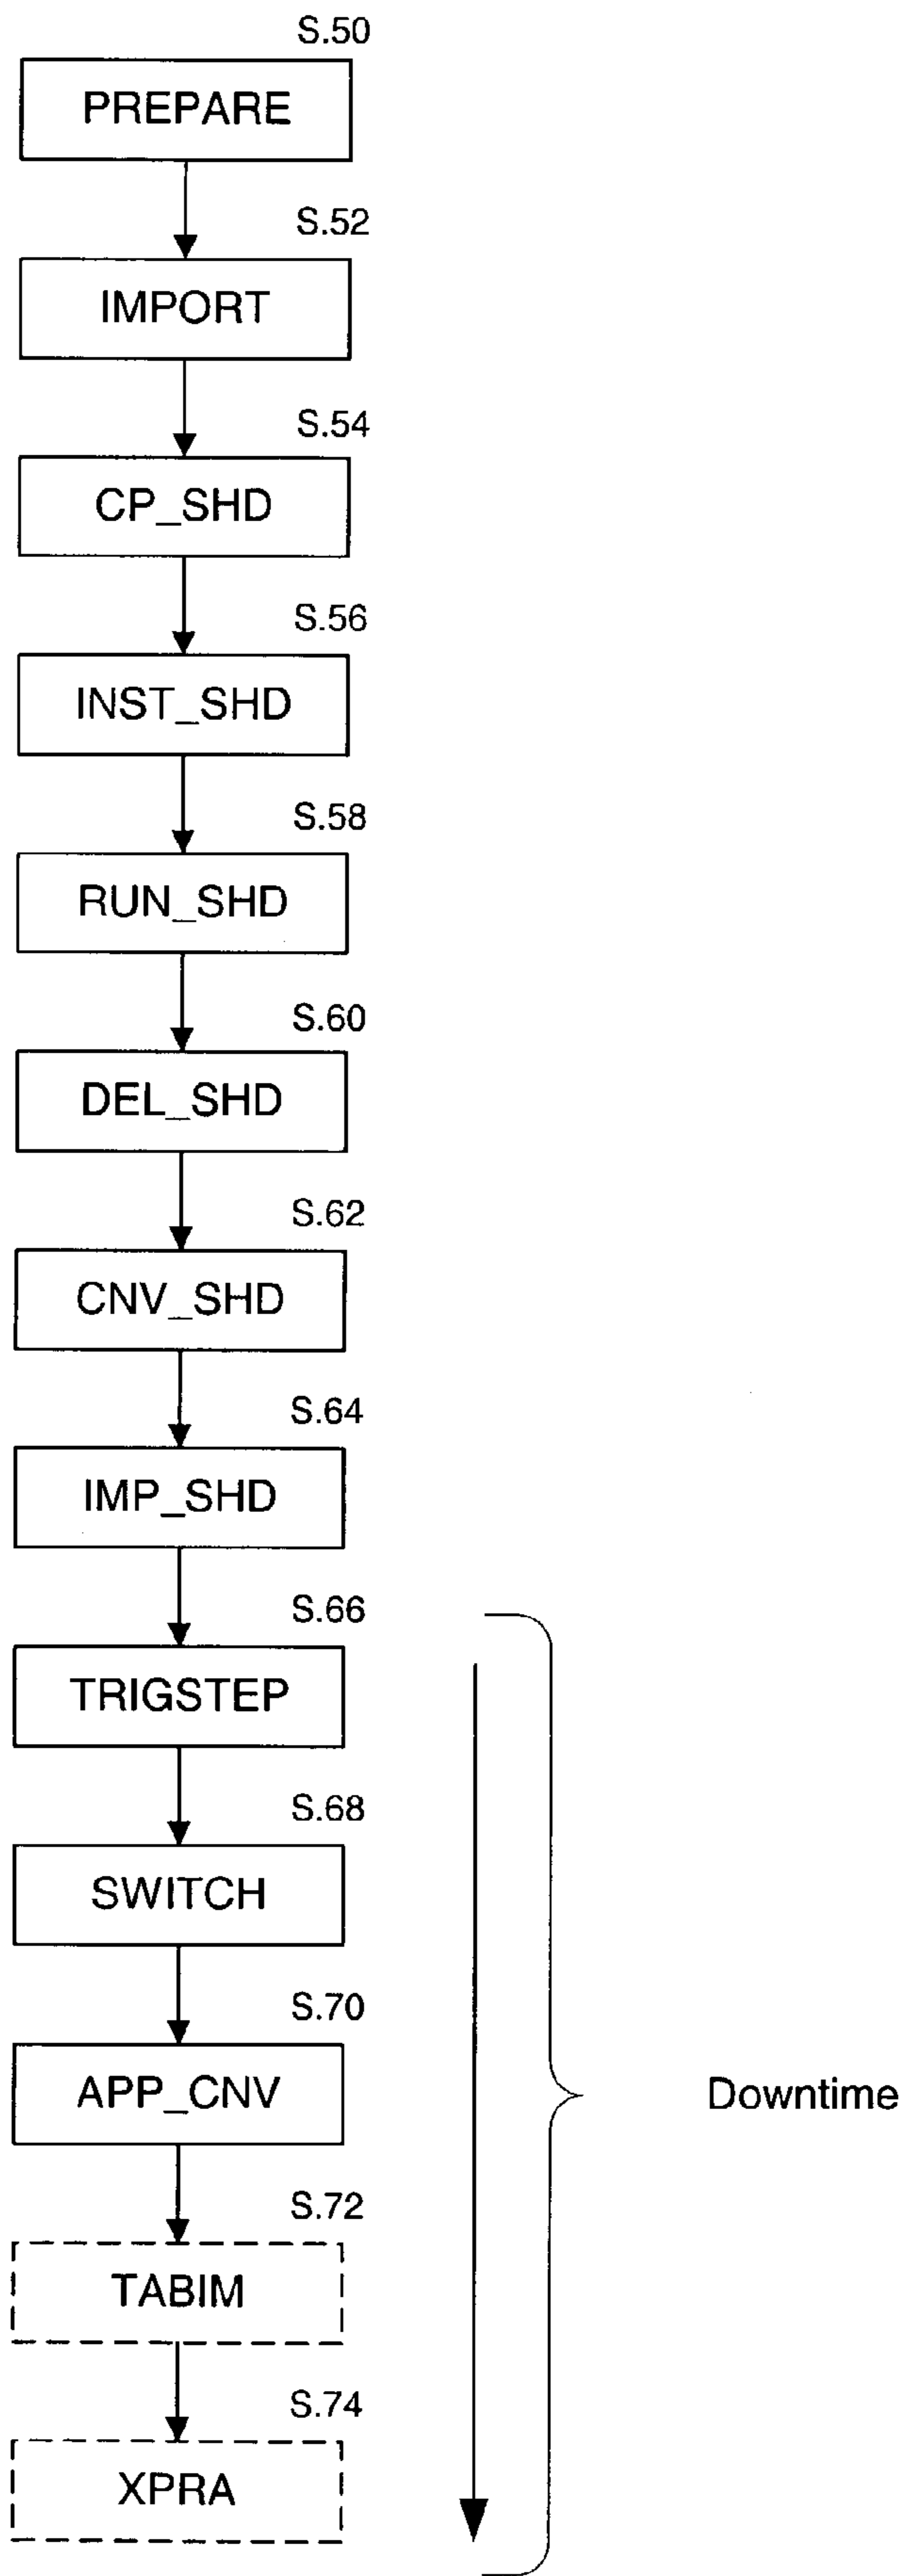 S.50
PREPARE
S.52
IMPORT
S.54
CP_SHD
S.56
INST_SHD
S.58
RUN_SHD
S.60
DEL_SHD
S.62
CNV_SHD
S.64
IMP_SHD
S.66
TRIGSTEP
S.68
SWITCH
S.70
APP_CNV
Downtime
S.72
TABIM
S.74
XPRA